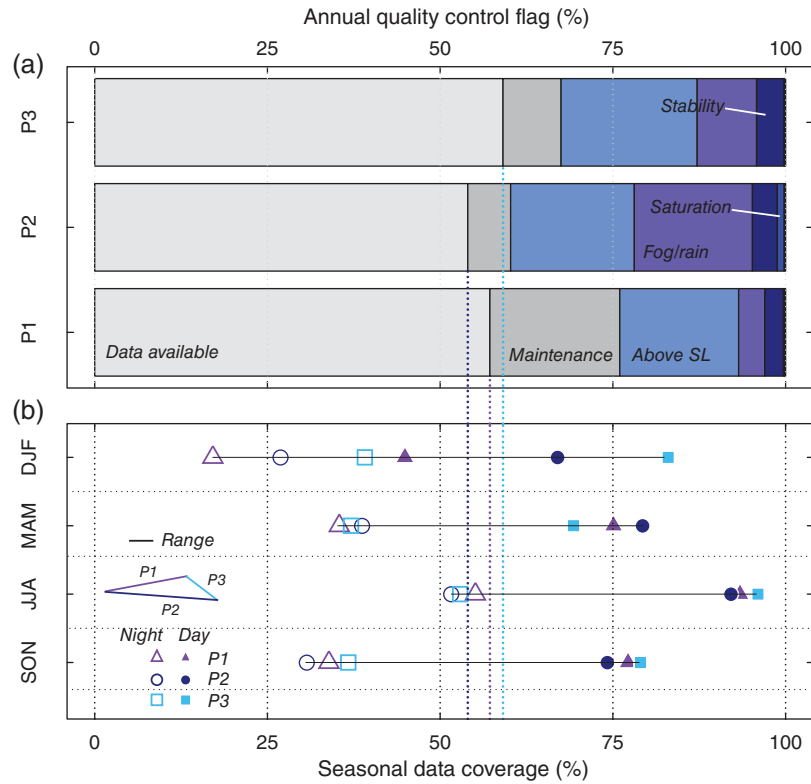 Annual quality control flag (%)
0 25 50 75 100
(a)
P3
Stability
P2
Saturation
Fog/rain
P1
Data available
Maintenance
Above SL
(b)
DJF
MAM
Range
JJA
P1
P3
P2
SON
Night Day
P1
P2
P3
0 25 50 75 100
Seasonal data coverage (%)